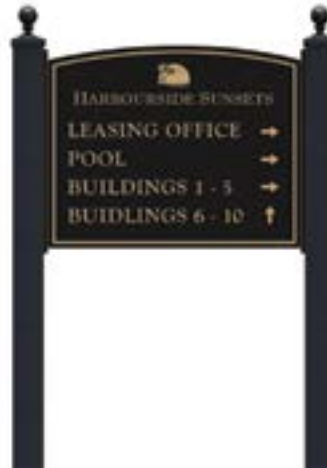 HARBOURSIDE SUNSETS
LEASING OFFICE →
POOL →
BUILDINGS 1 - 5 →
BUIDLINGS 6 - 10 ↑